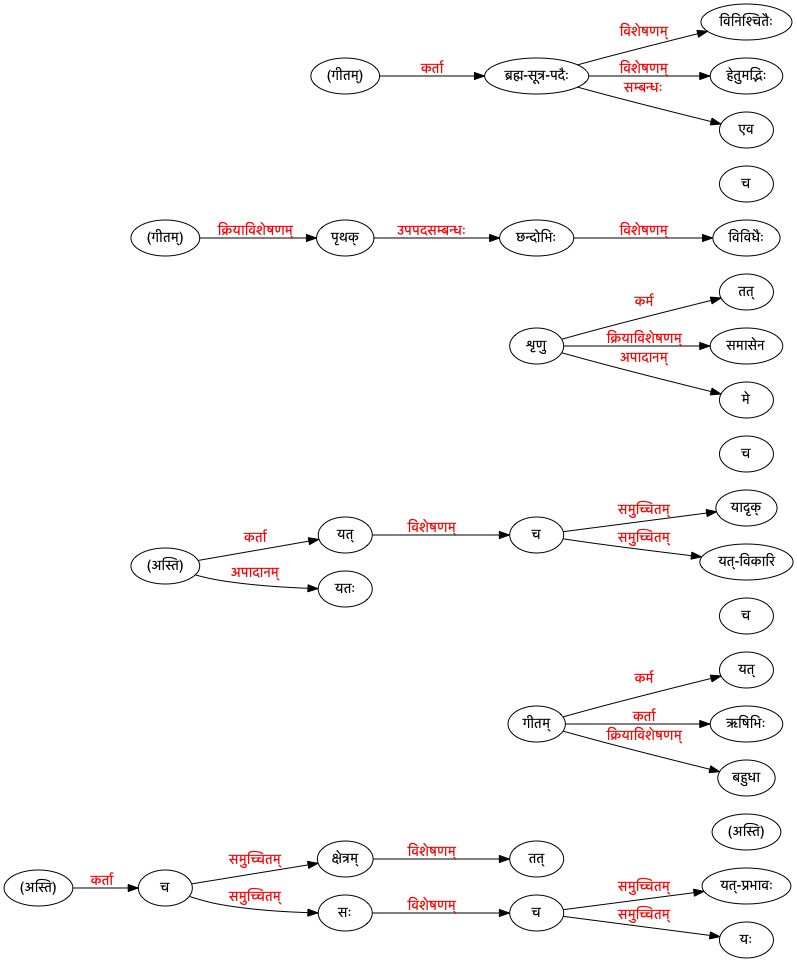 विनिश्चितैः
विशेषणम्
(गीतम्) कर्ता ब्रह्म-सूत्र-पदैः विशेषणम् हेतुमद्भिः
सम्बन्धः
एव
च
(गीतम्) क्रियाविशेषणम् पृथक् उपपदसम्बन्धः छन्दोभिः विशेषणम् विविधैः
तत्
कर्म
शृणु क्रियाविशेषणम् समासेन
अपादानम्
मे
च
यादृक्
समुच्चितम्
(अस्ति) कर्ता यत् विशेषणम् च समुच्चितम् यत्-विकारि
अपादानम् यतः
च
यत्
कर्म
गीतम् कर्ता ऋषिभिः
क्रियाविशेषणम्
बहुधा
(अस्ति)
समुच्चितम् क्षेत्रम् विशेषणम् तत्
(अस्ति) कर्ता च समुच्चितम् यत्-प्रभावः
समुच्चितम् सः विशेषणम् च समुच्चितम् यः